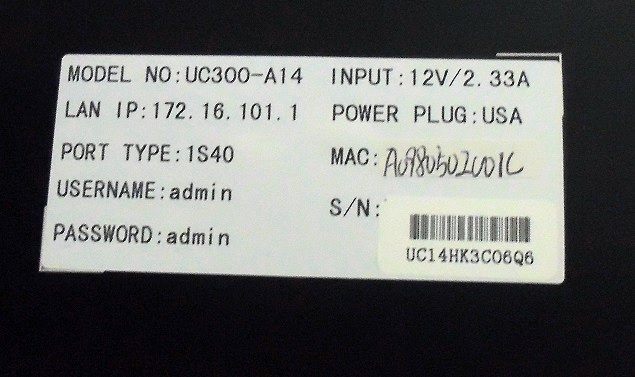 MODEL NO:UC300-A14 INPUT:12V/2.33A
LAN IP:172.16.101.1 POWER PLUG:USA
PORT TYPE:1S40 MAC:
USERNAME:admin S/N:
PASSWORD:admin
UC14HK3C06Q6